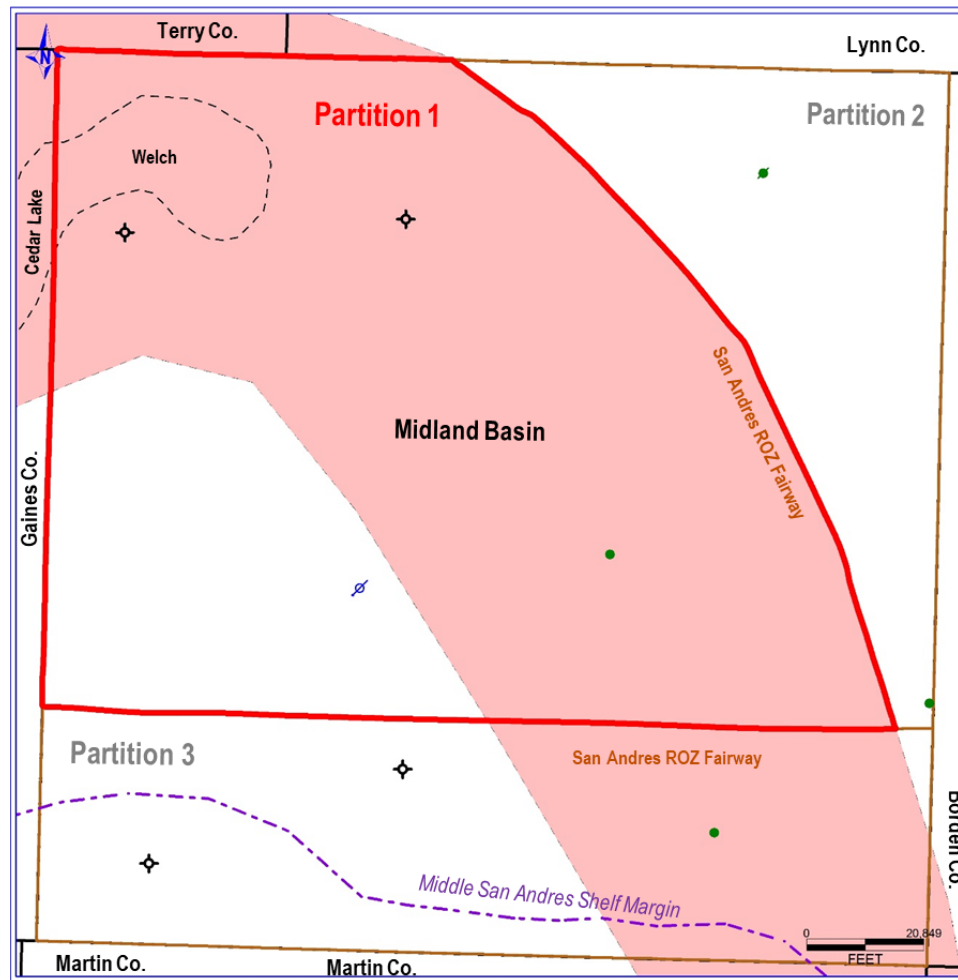 Terry Co.
Lynn Co.
N
Partition 1
Partition 2
Welch
Cedar Lake
San Andres ROZ Fairway
Midland Basin
Gaines Co.
Partition 3
San Andres ROZ Fairway
Borden Co.
Middle San Andres Shelf Margin
0 20,849
FEET
Martin Co.
Martin Co.